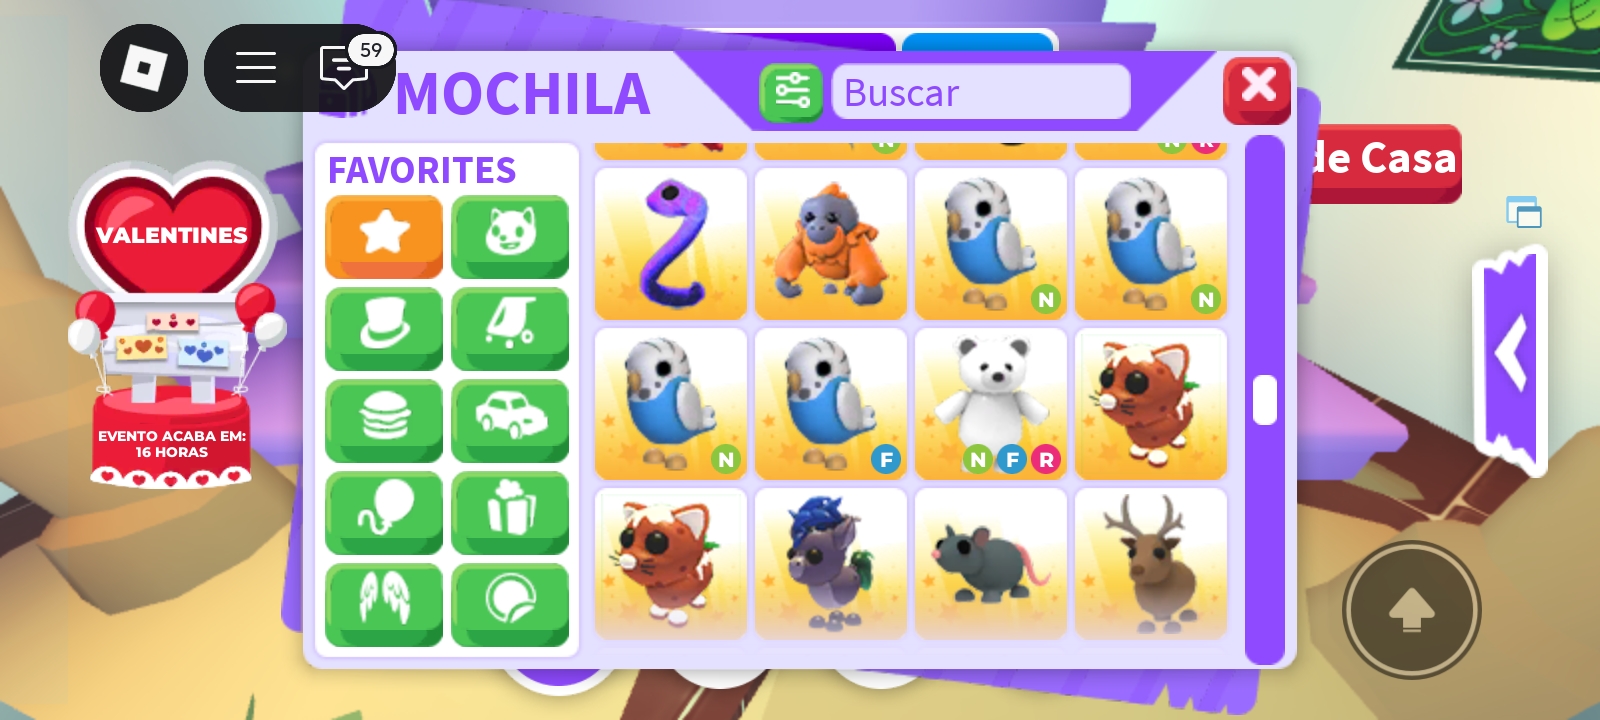 59
MOCHILA
Buscar
FAVORITES
VALENTINES
EVENTO ACABA EM:
16 HORAS
de Casa
N
N R
N
N
N
F
N F R